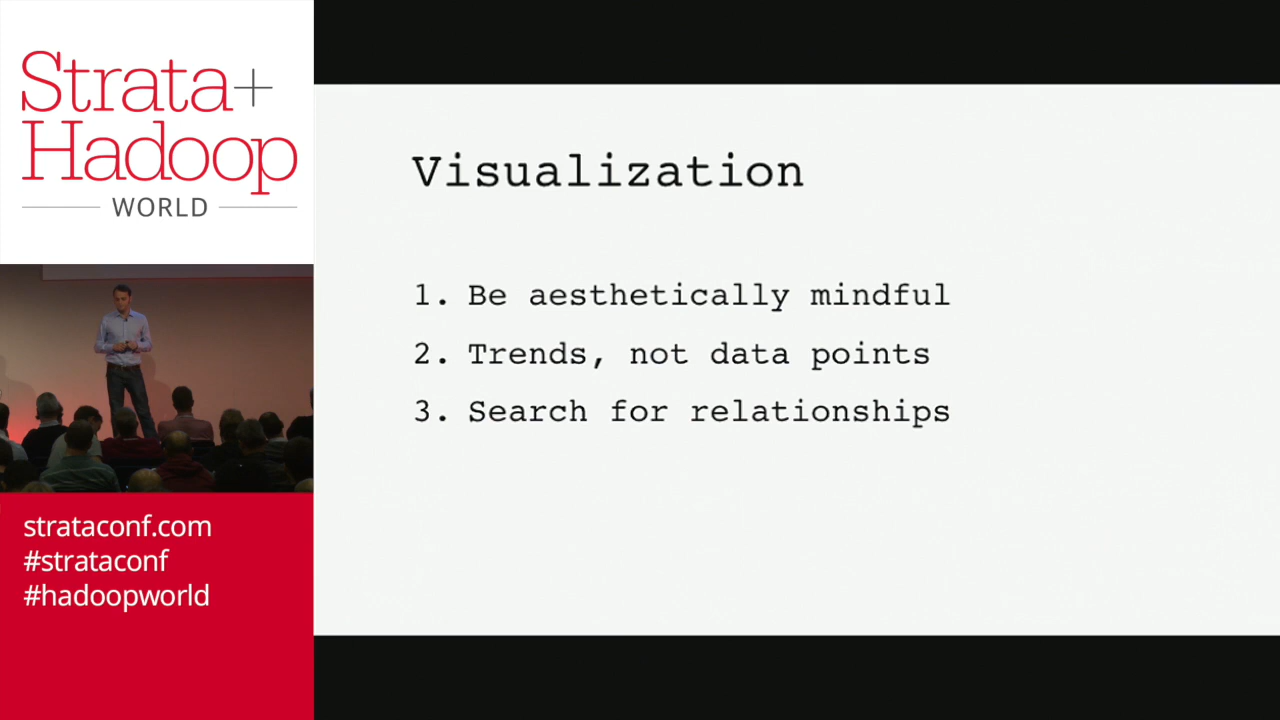 Strata+
Hadoop
WORLD
strataconf.com
#strataconf
#hadoopworld
Visualization
1. Be aesthetically mindful
2. Trends, not data points
3. Search for relationships